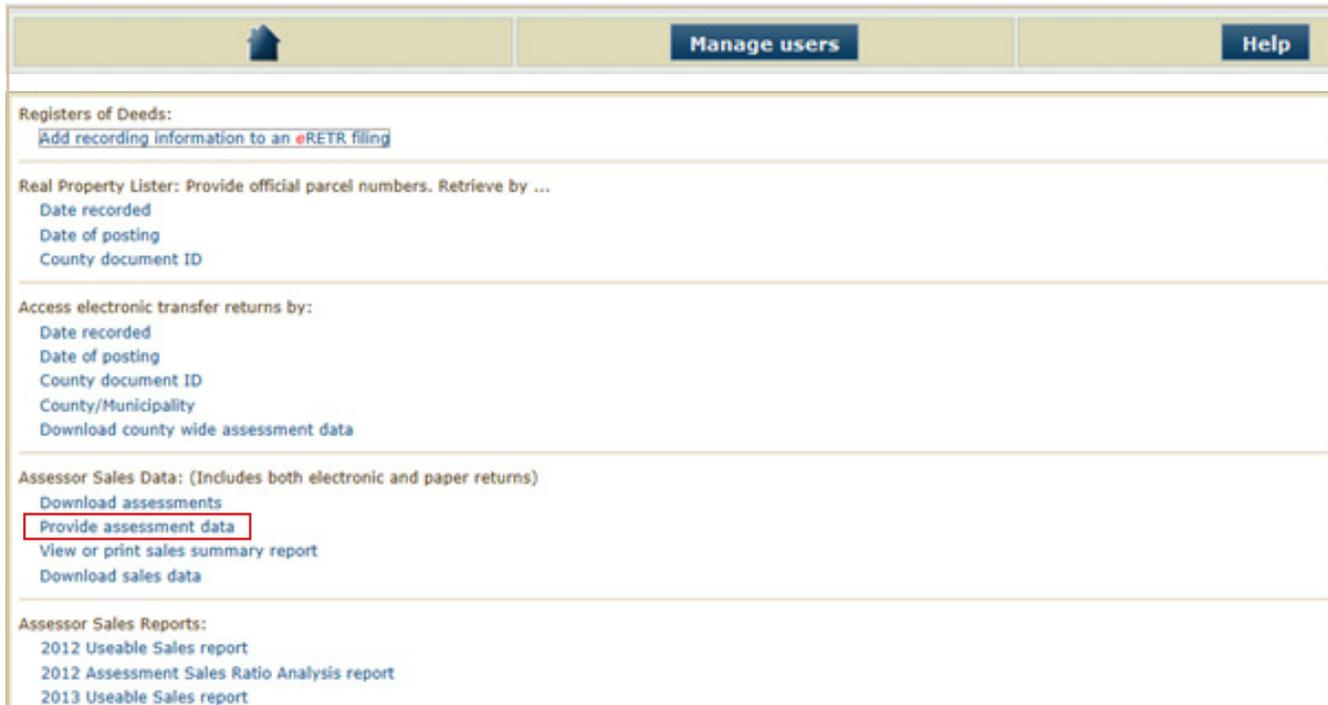 Manage users
Help
Registers of Deeds:
Add recording information to an eRETR filing
Real Property Lister: Provide official parcel numbers. Retrieve by ...
Date recorded
Date of posting
County document ID
Access electronic transfer returns by:
Date recorded
Date of posting
County document ID
County/Municipality
Download county wide assessment data
Assessor Sales Data: (Includes both electronic and paper returns)
Download assessments
Provide assessment data
View or print sales summary report
Download sales data
Assessor Sales Reports:
2012 Useable Sales report
2012 Assessment Sales Ratio Analysis report
2013 Useable Sales report